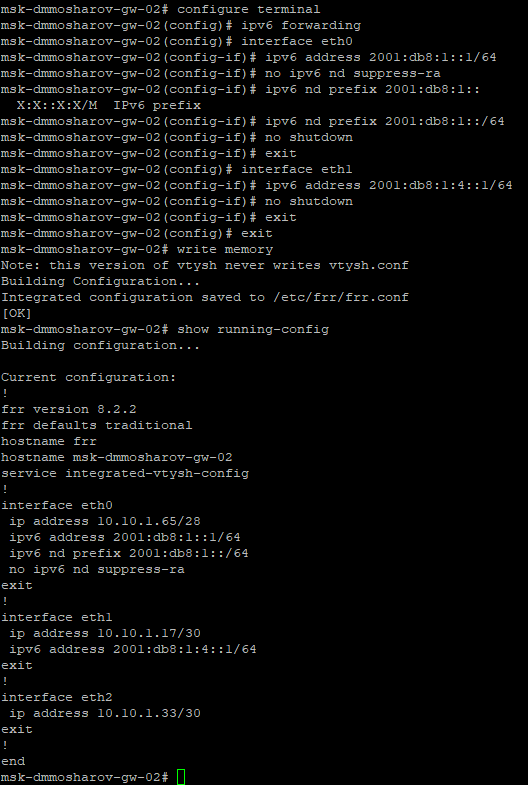 msk-dmmosharov-gw-02# configure terminal
msk-dmmosharov-gw-02(config)# ipv6 forwarding
msk-dmmosharov-gw-02(config)# interface eth0
msk-dmmosharov-gw-02(config-if)# ipv6 address 2001:db8:1::1/64
msk-dmmosharov-gw-02(config-if)# no ipv6 nd suppress-ra
msk-dmmosharov-gw-02(config-if)# ipv6 nd prefix 2001:db8:1::
  X:X::X:X/M  IPv6 prefix
msk-dmmosharov-gw-02(config-if)# ipv6 nd prefix 2001:db8:1::/64
msk-dmmosharov-gw-02(config-if)# no shutdown
msk-dmmosharov-gw-02(config-if)# exit
msk-dmmosharov-gw-02(config)# interface eth1
msk-dmmosharov-gw-02(config-if)# ipv6 address 2001:db8:1:4::1/64
msk-dmmosharov-gw-02(config-if)# no shutdown
msk-dmmosharov-gw-02(config-if)# exit
msk-dmmosharov-gw-02(config)# exit
msk-dmmosharov-gw-02# write memory
Note: this version of vtysh never writes vtysh.conf
Building Configuration...
Integrated configuration saved to /etc/frr/frr.conf
[OK]
msk-dmmosharov-gw-02# show running-config
Building configuration...

Current configuration:
!
frr version 8.2.2
frr defaults traditional
hostname frr
hostname msk-dmmosharov-gw-02
service integrated-vtysh-config
!
interface eth0
 ip address 10.10.1.65/28
 ipv6 address 2001:db8:1::1/64
 ipv6 nd prefix 2001:db8:1::/64
 no ipv6 nd suppress-ra
exit
!
interface eth1
 ip address 10.10.1.17/30
 ipv6 address 2001:db8:1:4::1/64
exit
!
interface eth2
 ip address 10.10.1.33/30
exit
!
end
msk-dmmosharov-gw-02#